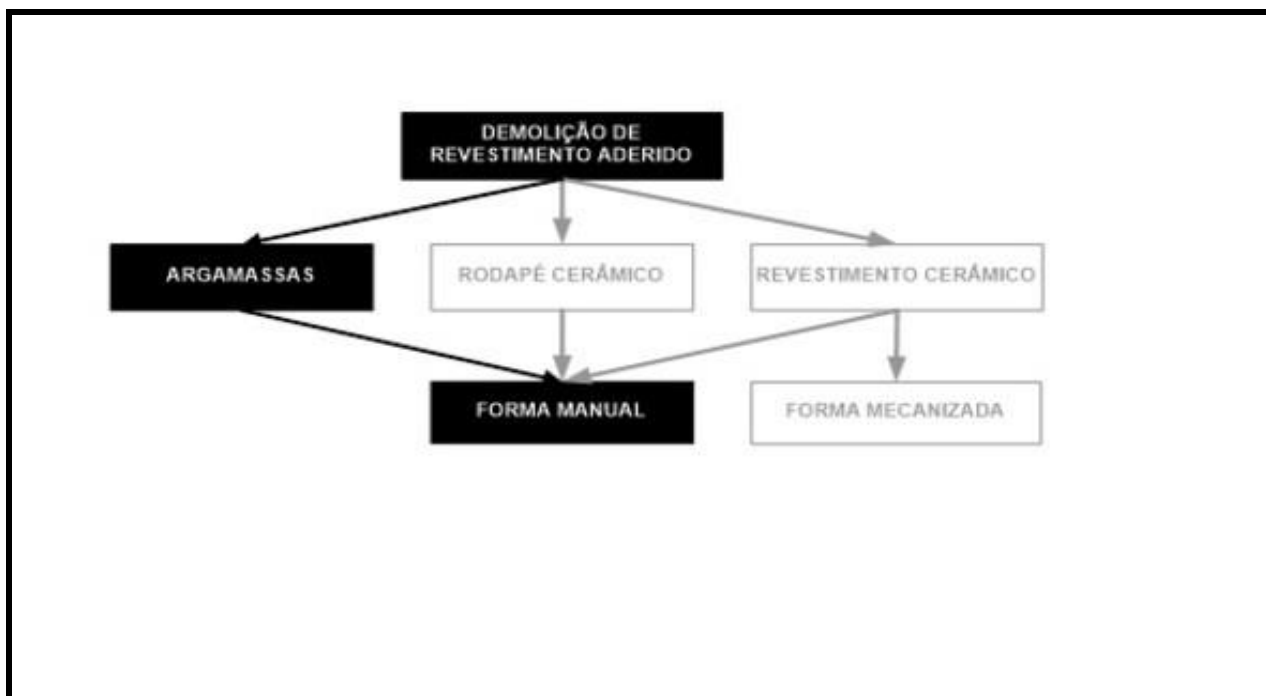 DEMOLIÇÃO DE
REVESTIMENTO ADERIDO
ARGAMASSAS
RODAPÉ CERÂMICO
REVESTIMENTO CERÂMICO
FORMA MANUAL
FORMA MECANIZADA